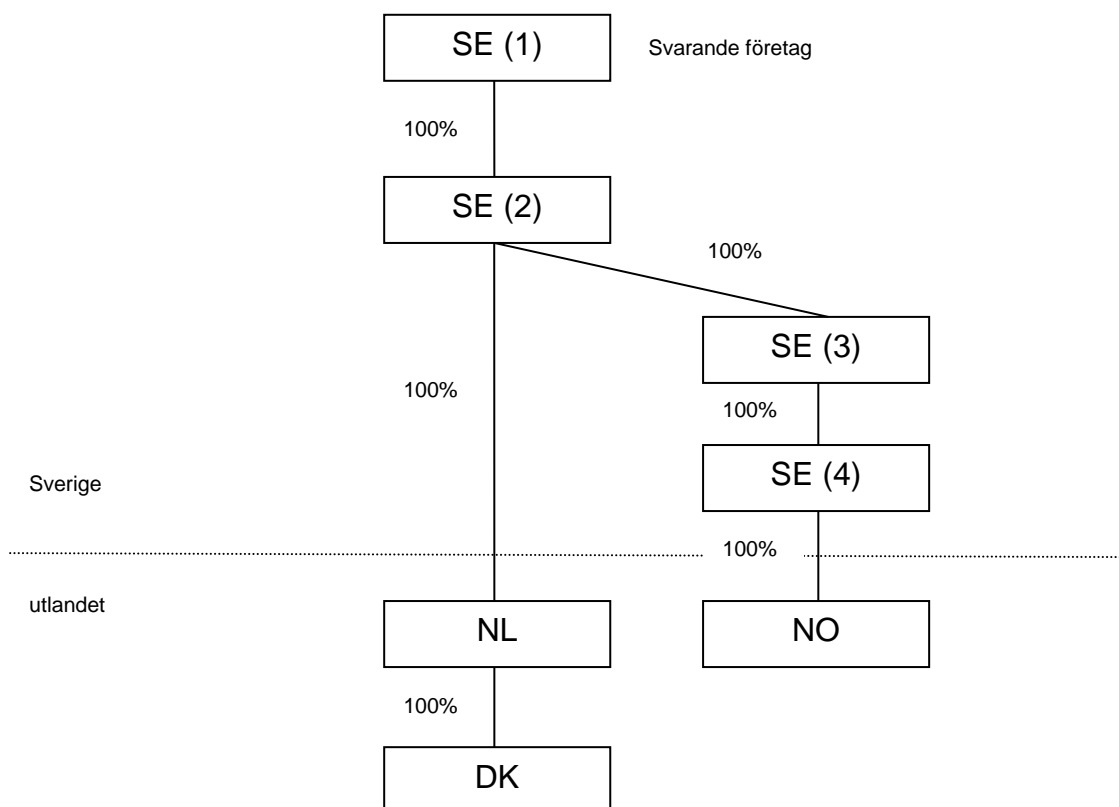 SE (1)
Svarande företag
100%
SE (2)
100%
SE (3)
100%
100%
SE (4)
Sverige
100%
utlandet
NL
NO
100%
DK